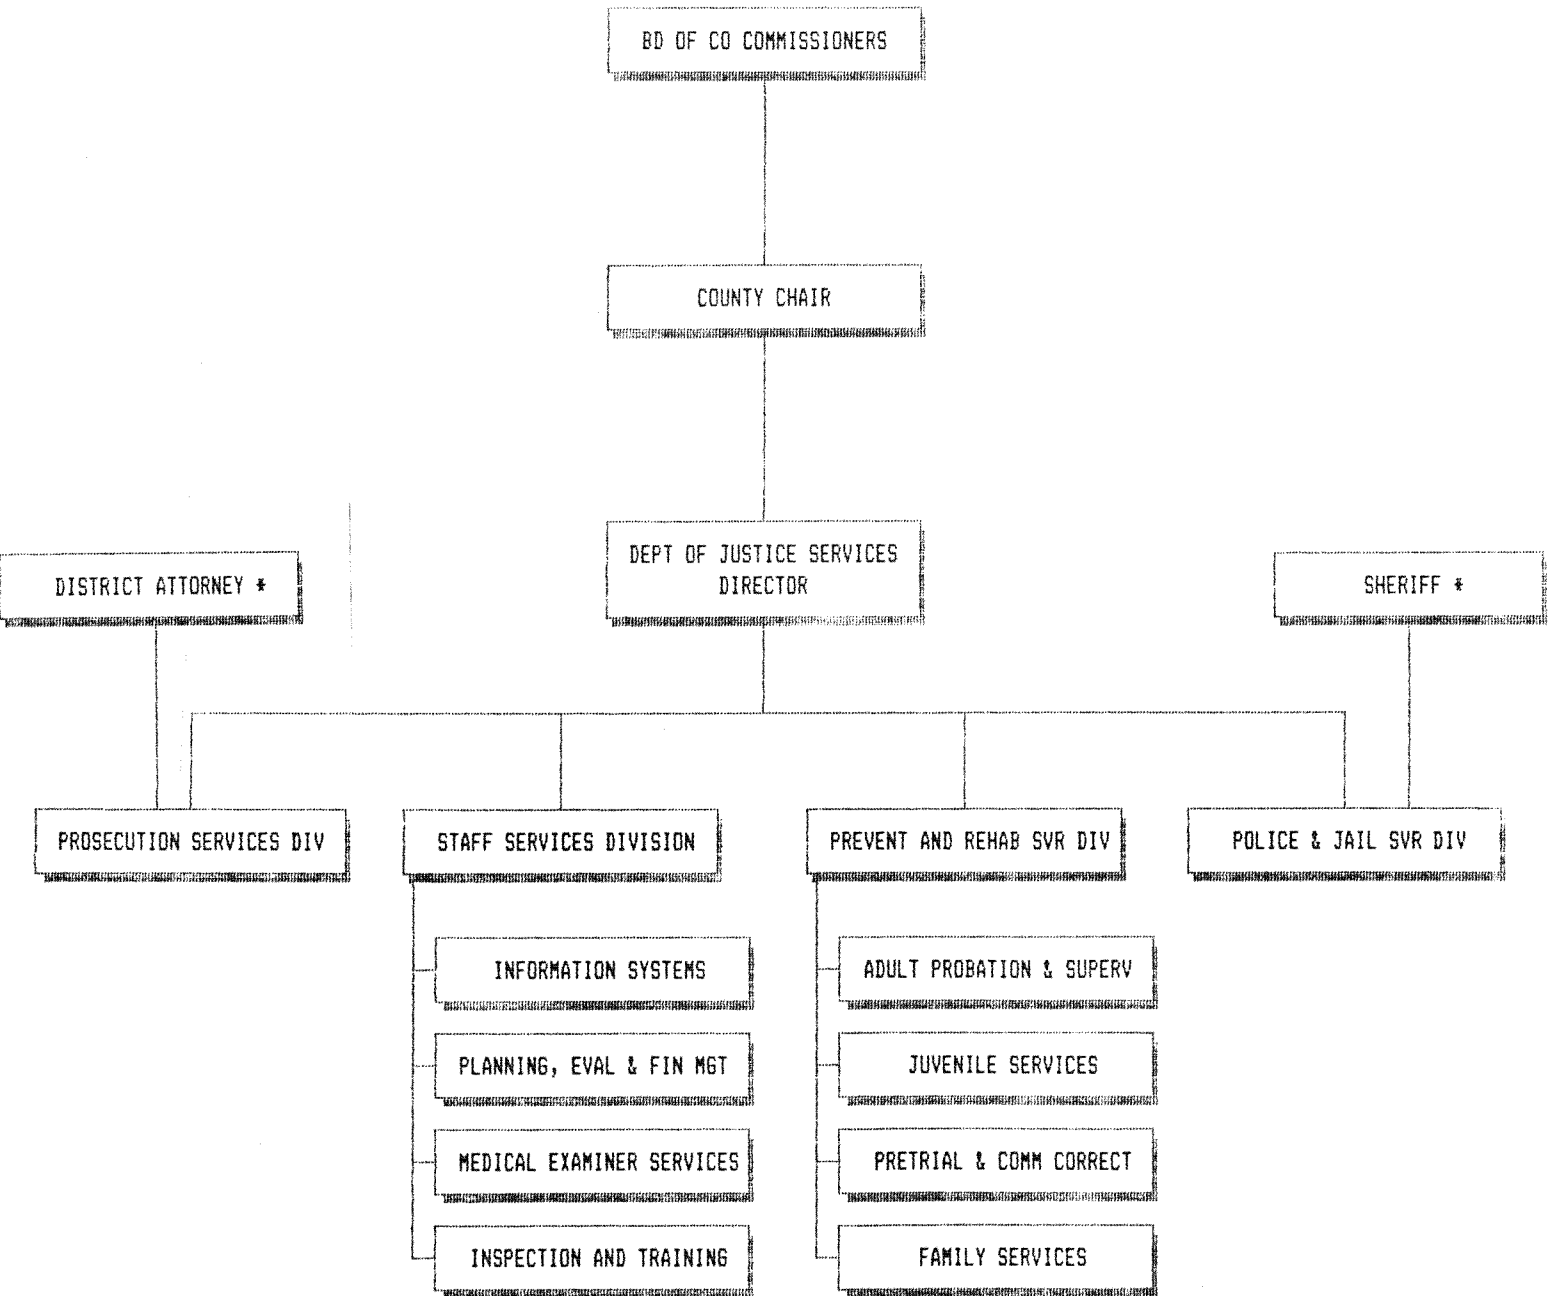 BD OF CO COMMISSIONERS
COUNTY CHAIR
DEPT OF JUSTICE SERVICES
DIRECTOR
DISTRICT ATTORNEY *
SHERIFF *
PROSECUTION SERVICES DIV
STAFF SERVICES DIVISION
PREVENT AND REHAB SVR DIV
POLICE & JAIL SVR DIV
INFORMATION SYSTEMS
PLANNING, EVAL & FIN MGT
MEDICAL EXAMINER SERVICES
INSPECTION AND TRAINING
ADULT PROBATION & SUPERV
JUVENILE SERVICES
PRETRIAL & COMM CORRECT
FAMILY SERVICES